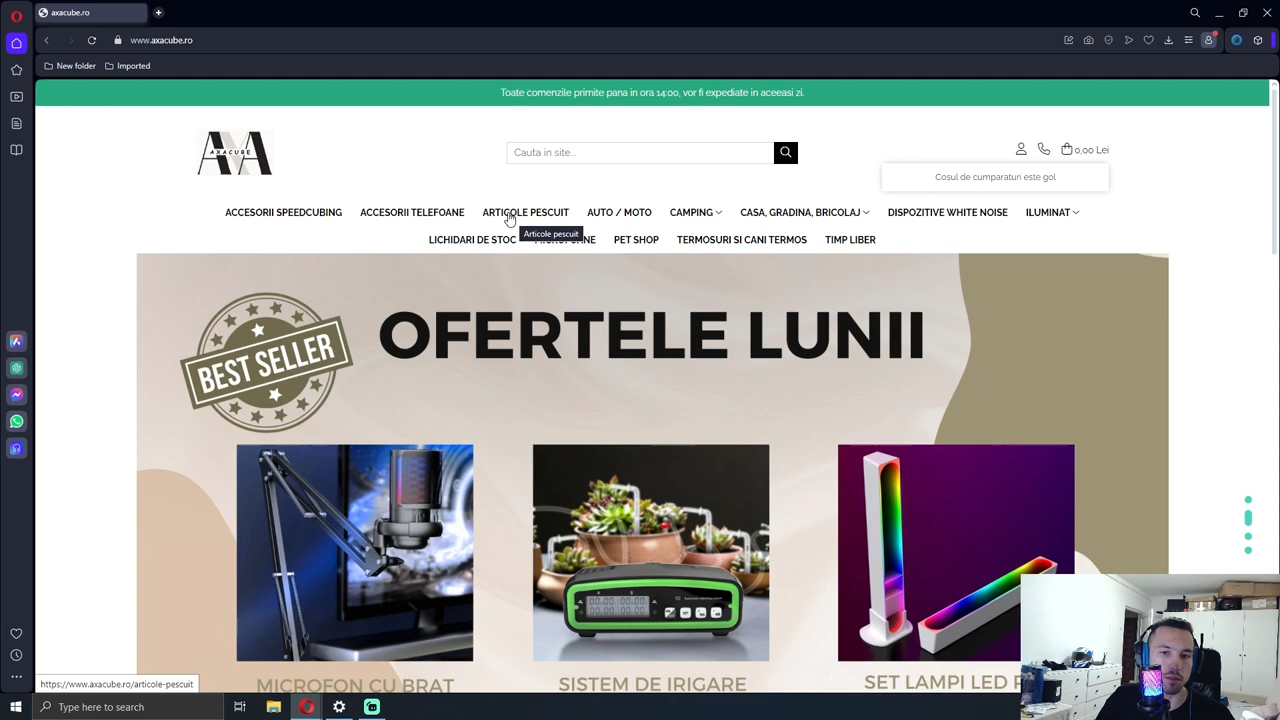 axacube.ro
www.axacube.ro
New folder
Imported
Toate comenzile primite pana in ora 14:00, vor fi expediate in aceeasi zi.
AXACUBE
Cauta in site...
0,00 Lei
Cosul de cumparaturi este gol
ACCESORII SPEEDCUBING ACCESORII TELEFOANE ARTICOLE PESCUIT AUTO / MOTO CAMPING CASA, GRADINA, BRICOLAJ DISPOZITIVE WHITE NOISE ILUMINAT
Articole pescuit
LICHIDARI DE STOC PET SHOP TERMOSURI SI CANI TERMOS TIMP LIBER
BEST SELLER
OFERTELE LUNII
MICROFON CU BRAT SISTEM DE IRIGARE SET LAMPI LED
https://www.axacube.ro/articole-pescuit
Type here to search